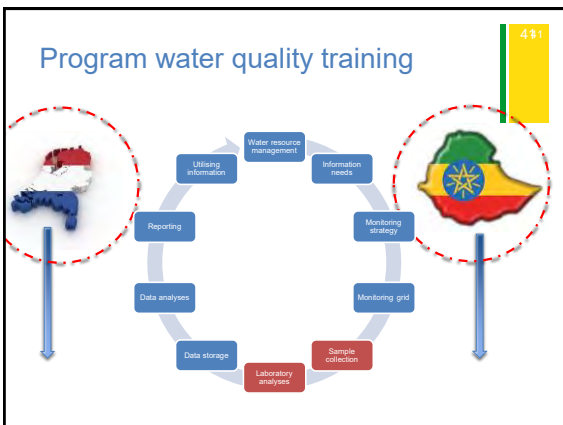 Program water quality training
Water resource
management
Information
needs
Monitoring
strategy
Monitoring grid
Sample
collection
Laboratory
analyses
Data storage
Data analyses
Reporting
Utilising
information